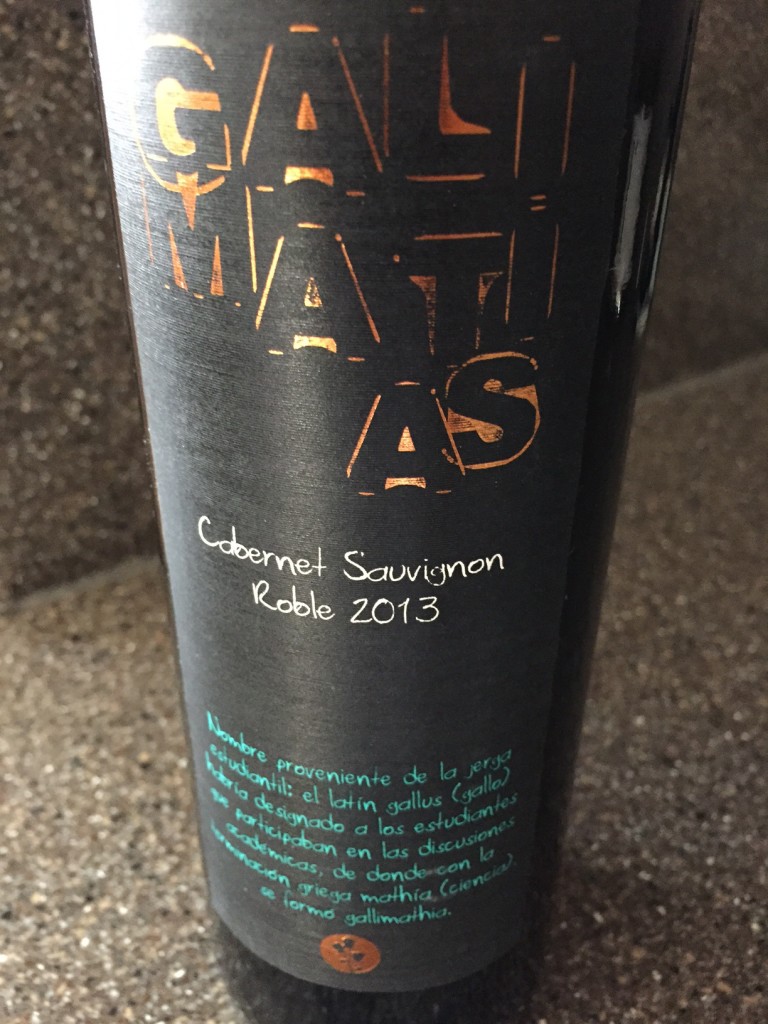 GALI
MATI
AS
Cabernet Sauvignon
Roble 2013
Nombre proveniente de la jerga
estudiantil: el latín gallus (gallo)
habría designado a los estudiantes
que participaban en las discusiones
académicas, de donde con la
terminación griega mathía (ciencia).
se formó gallimathia.